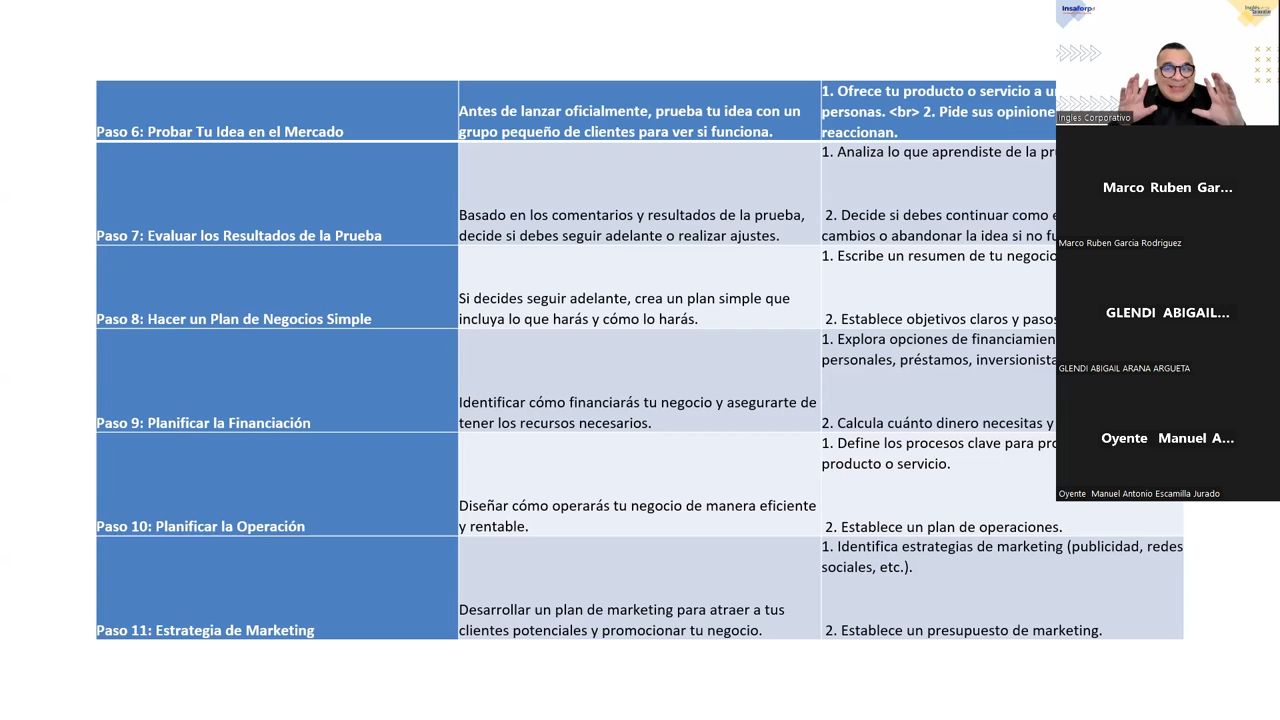 Paso 6: Probar Tu Idea en el Mercado
Antes de lanzar oficialmente, prueba tu idea con un
grupo pequeño de clientes para ver si funciona.
1. Ofrece tu producto o servicio a
personas. <br> 2. Pide sus
reaccionan.
Paso 7: Evaluar los Resultados de la Prueba
Basado en los comentarios y resultados de la prueba,
decide si debes seguir adelante o realizar ajustes.
1. Analiza lo que aprendiste de la
2. Decide si debes continuar como
cambios o abandonar la idea si no
Paso 8: Hacer un Plan de Negocios Simple
Si decides seguir adelante, crea un plan simple que
incluya lo que harás y cómo lo harás.
1. Escribe un resumen de tu negocio
2. Establece objetivos claros y pasos
Paso 9: Planificar la Financiación
Identificar cómo financiarás tu negocio y asegurarte de
tener los recursos necesarios.
1. Explora opciones de
personales, préstamos,
2. Calcula cuánto dinero necesitas y
Paso 10: Planificar la Operación
Diseñar cómo operarás tu negocio de manera eficiente
y rentable.
1. Define los procesos clave para
producto o servicio.
2. Establece un plan de operaciones.
Paso 11: Estrategia de Marketing
Desarrollar un plan de marketing para atraer a tus
clientes potenciales y promocionar tu negocio.
1. Identifica estrategias de marketing (publicidad, redes
sociales, etc.).
2. Establece un presupuesto de marketing.
insaforp
Ingles Corporativo
Marco Ruben Gar...
Marco Ruben Garcia Rodriguez
GLENDI ABIGAIL...
GLENDI ABIGAIL ARANA ARGUETA
Oyente Manuel A...
Oyente Manuel Antonio Escamilla Jurado